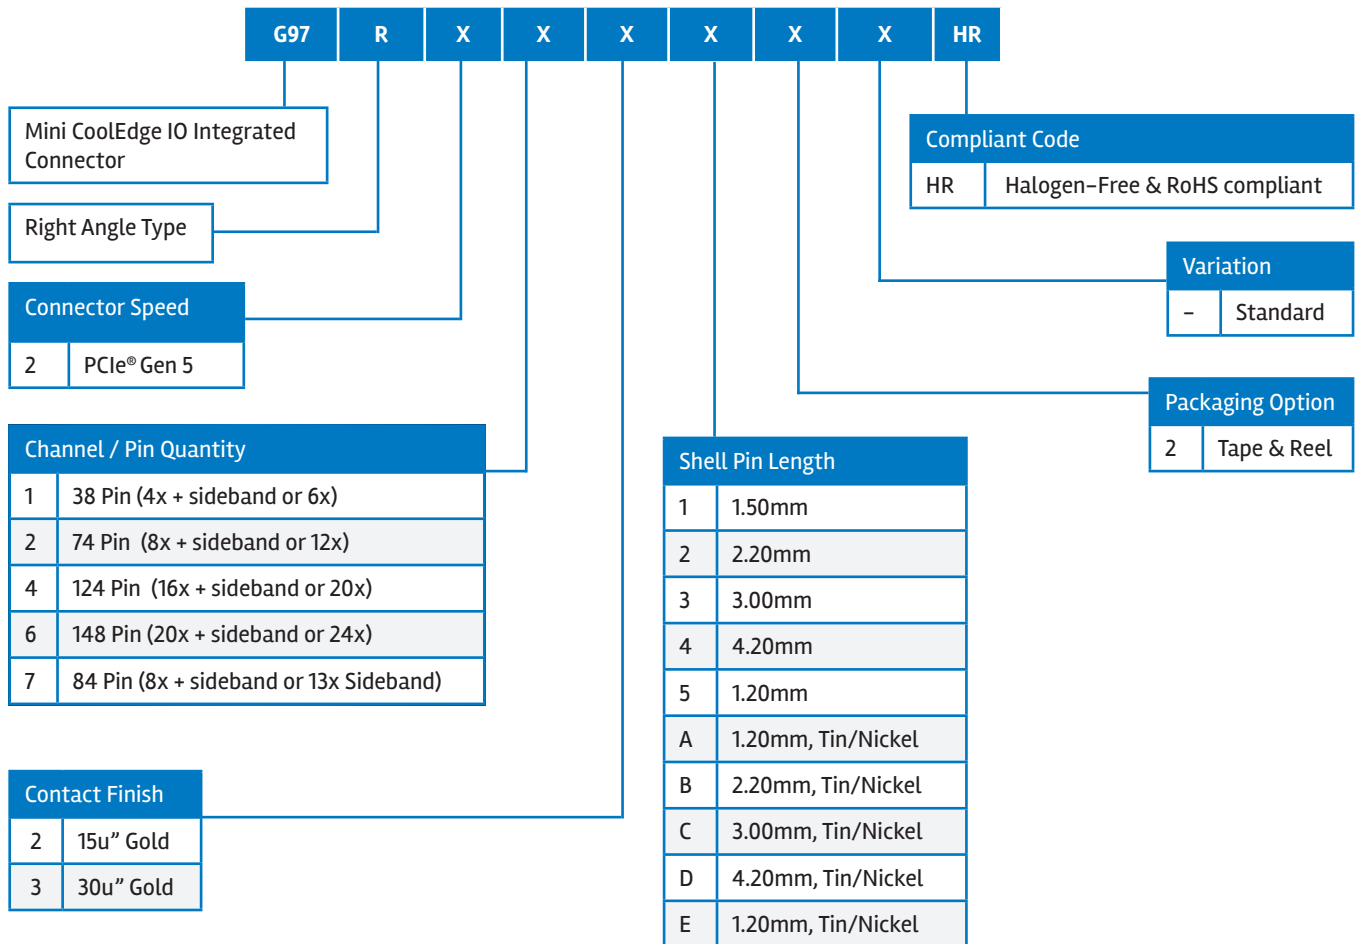 G97 R X X X X X X HR
Mini CoolEdge IO Integrated
Connector
Right Angle Type
Connector Speed
2 PCIe® Gen 5
Channel / Pin Quantity
1 38 Pin (4x + sideband or 6x)
2 74 Pin (8x + sideband or 12x)
4 124 Pin (16x + sideband or 20x)
6 148 Pin (20x + sideband or 24x)
7 84 Pin (8x + sideband or 13x Sideband)
Contact Finish
2 15u” Gold
3 30u” Gold
Shell Pin Length
1 1.50mm
2 2.20mm
3 3.00mm
4 4.20mm
5 1.20mm
A 1.20mm, Tin/Nickel
B 2.20mm, Tin/Nickel
C 3.00mm, Tin/Nickel
D 4.20mm, Tin/Nickel
E 1.20mm, Tin/Nickel
Compliant Code
HR Halogen-Free & RoHS compliant
Variation
- Standard
Packaging Option
2 Tape & Reel